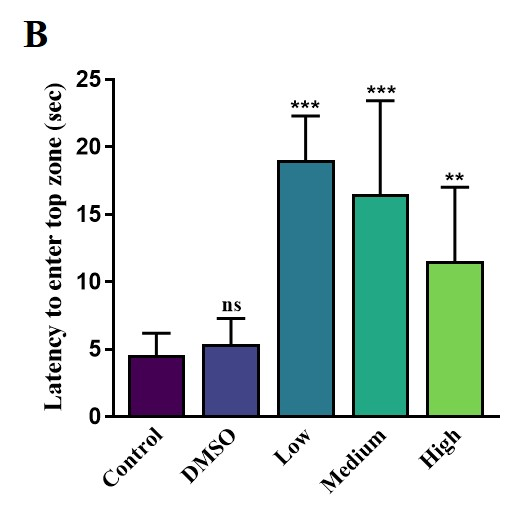 B
Latency to enter top zone (sec)
25
20
15
10
5
0
ns
***
***
**
Control
DMSO
Low
Medium
High